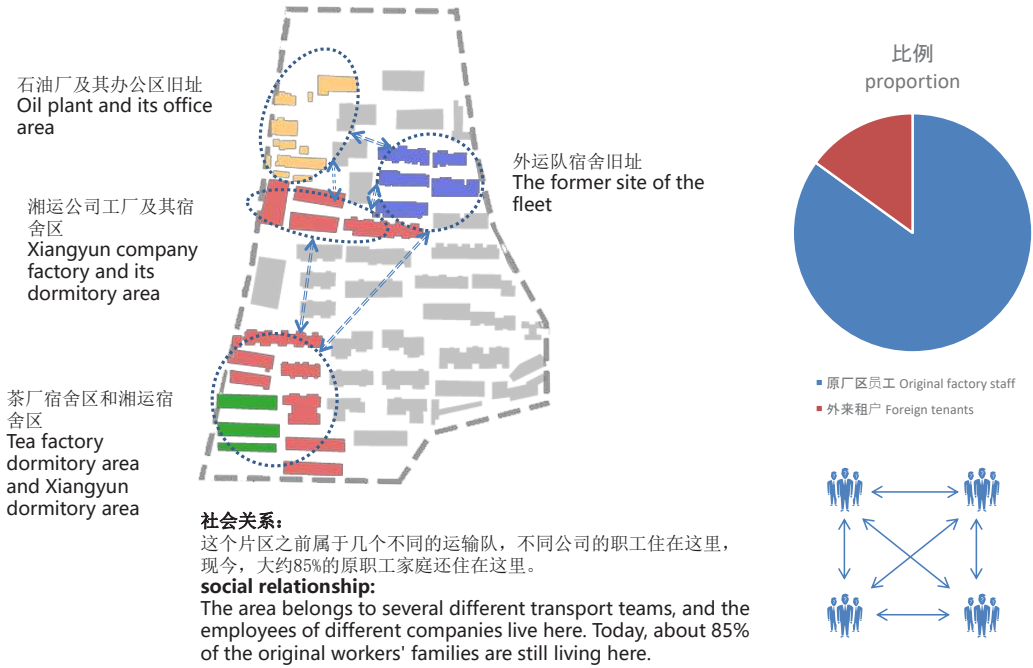 石油厂及其办公区旧址
Oil plant and its office
area
湘运公司工厂及其宿
舍区
Xiangyun company
factory and its
dormitory area
茶厂宿舍区和湘运宿
舍区
Tea factory
dormitory area
and Xiangyun
dormitory area
外运队宿舍旧址
The former site of the
fleet
比例
proportion
原厂区员工 Original factory staff
外来租户 Foreign tenants
社会关系：
这个片区之前属于几个不同的运输队，不同公司的职工住在这里，
现今，大约85%的原职工家庭还住在这里。
social relationship:
The area belongs to several different transport teams, and the
employees of different companies live here. Today, about 85%
of the original workers' families are still living here.